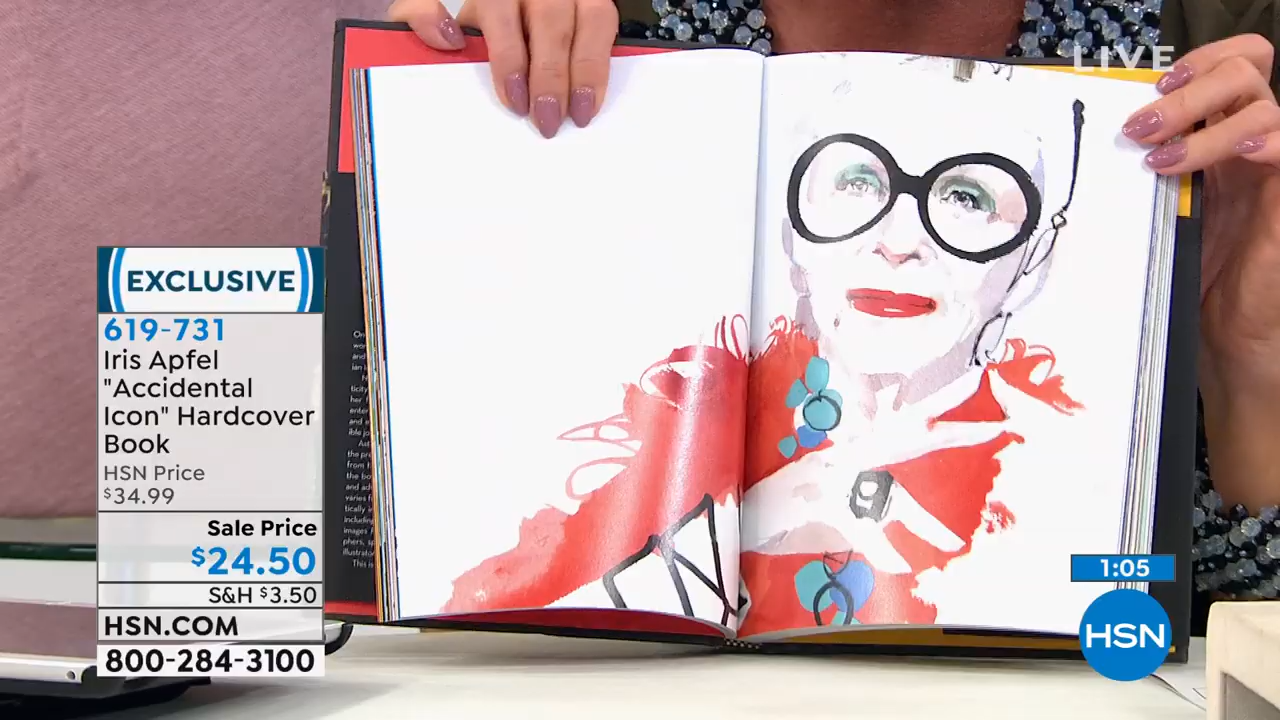 LIVE
EXCLUSIVE
619-731
Iris Apfel
"Accidental
Icon" Hardcover
Book
HSN Price
$34.99
Sale Price
$24.50
S&H $3.50
HSN.COM
800-284-3100
1:05
HSN